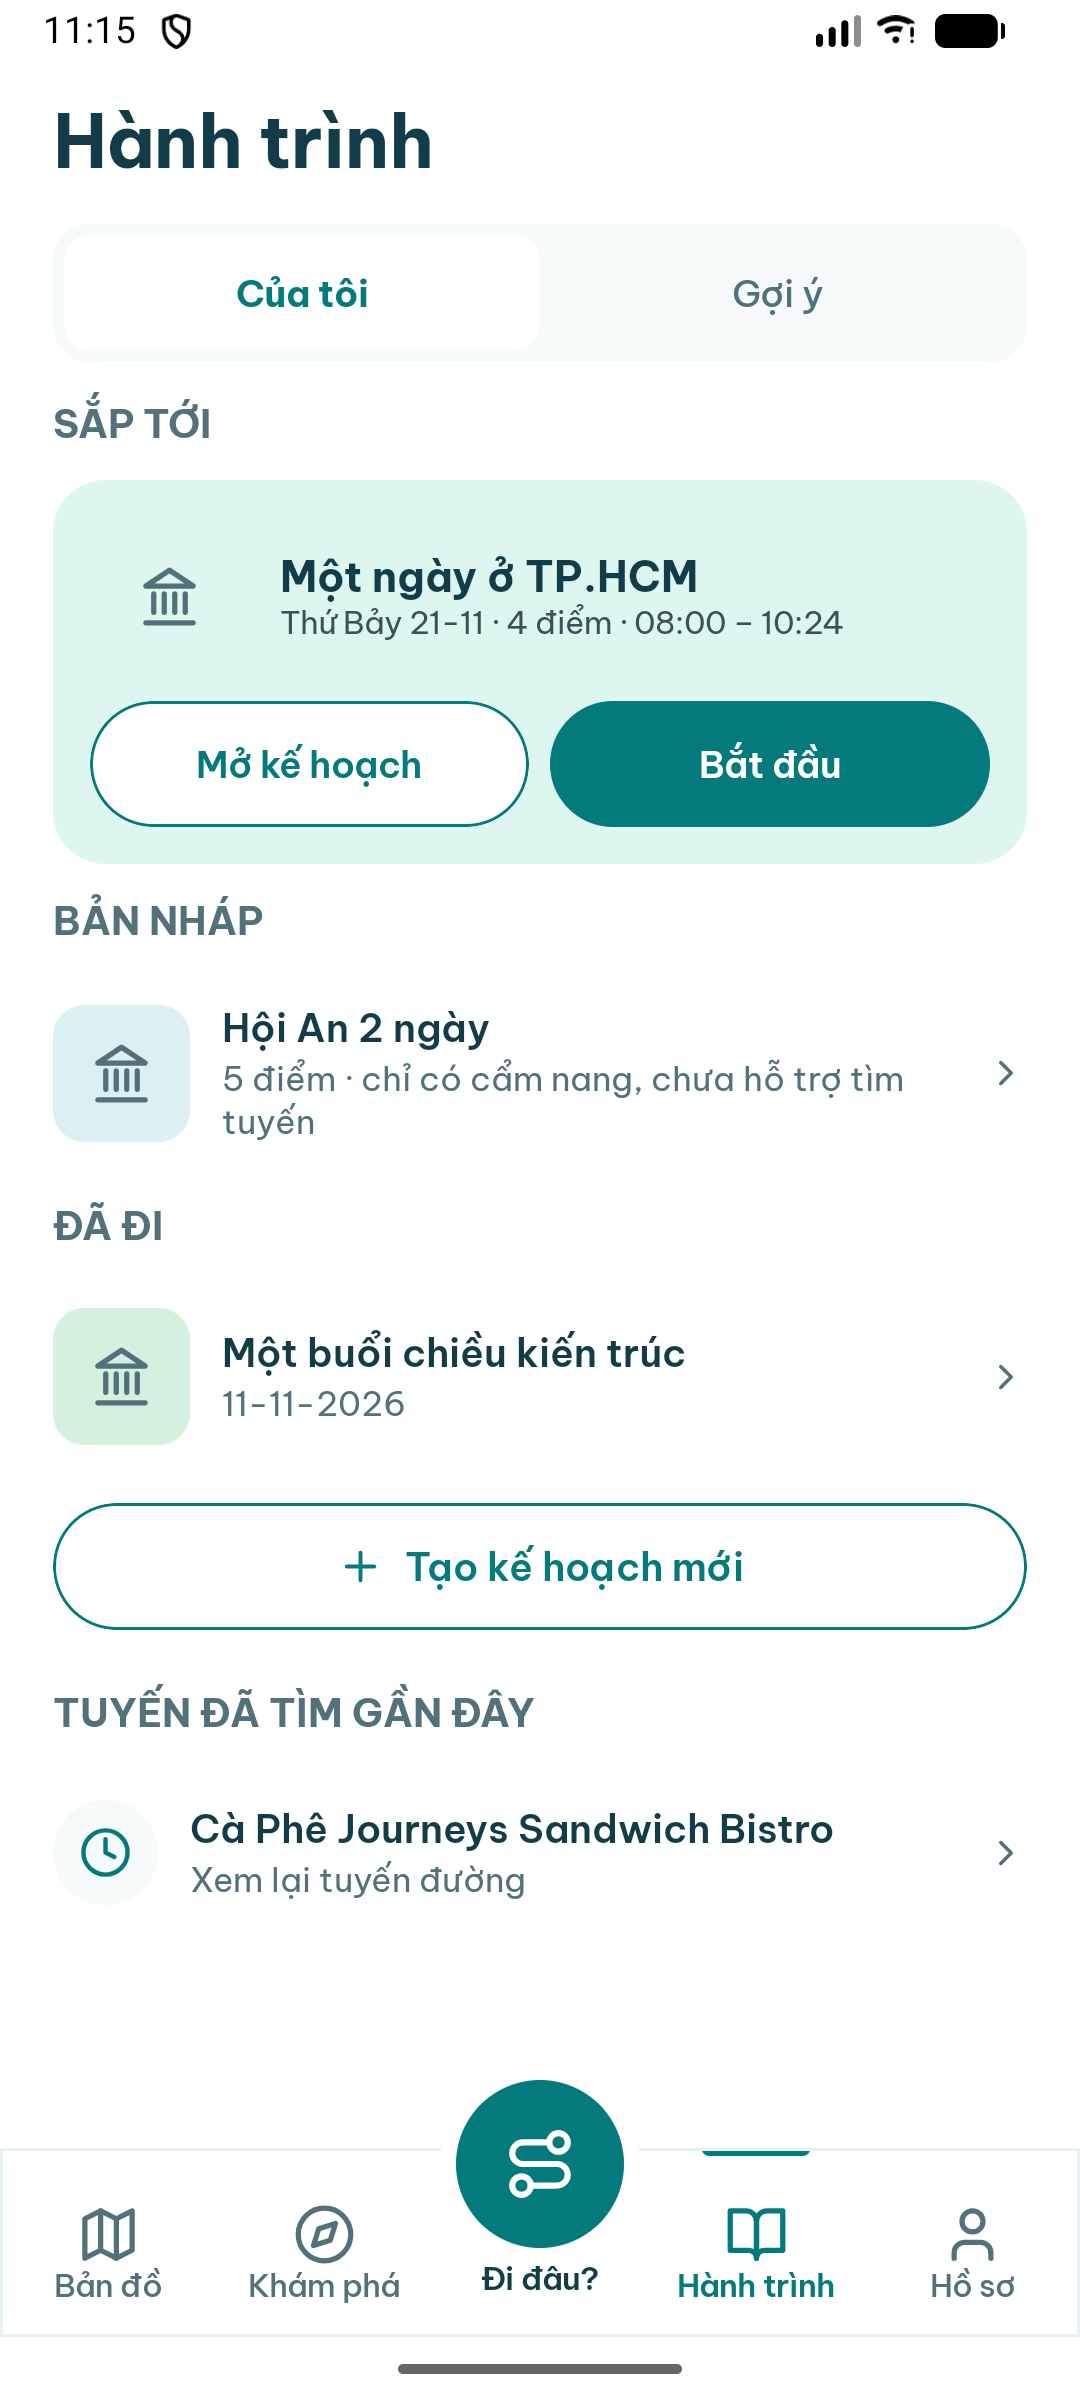 11:15
Hành trình
Của tôi
Gợi ý
SẮP TỚI
Một ngày ở TP.HCM
Thứ Bảy 21-11 · 4 điểm · 08:00 – 10:24
Mở kế hoạch
Bắt đầu
BẢN NHÁP
Hội An 2 ngày
5 điểm · chỉ có cẩm nang, chưa hỗ trợ tìm
tuyến
ĐÃ ĐI
Một buổi chiều kiến trúc
11-11-2026
Tạo kế hoạch mới
TUYẾN ĐÃ TÌM GẦN ĐÂY
Cà Phê Journeys Sandwich Bistro
Xem lại tuyến đường
Bản đồ
Khám phá
Đi đâu?
Hành trình
Hồ sơ